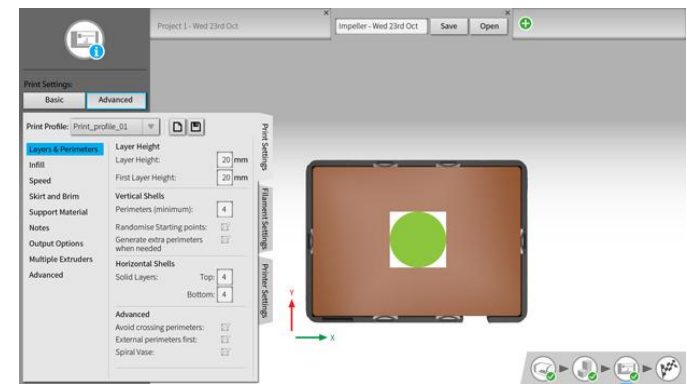 Project 1 - Wed 23rd Oct
Impeller - Wed 23rd Oct
Save
Open
Print Settings:
Basic
Advanced
Print Profile: Print_profile_01
Layers & Perimeters
Infill
Speed
Skirt and Brim
Support Material
Notes
Output Options
Multiple Extruders
Advanced
Layer Height
Layer Height: 20 mm
First Layer Height: 20 mm
Vertical Shells
Perimeters (minimum): 4
Randomise Starting points:
Generate extra perimeters
when needed
Horizontal Shells
Solid Layers: Top: 4
Bottom: 4
Advanced
Avoid crossing perimeters:
External perimeters first:
Spiral Vase:
Print Settings
Filament Settings
Printer Settings
Y
X